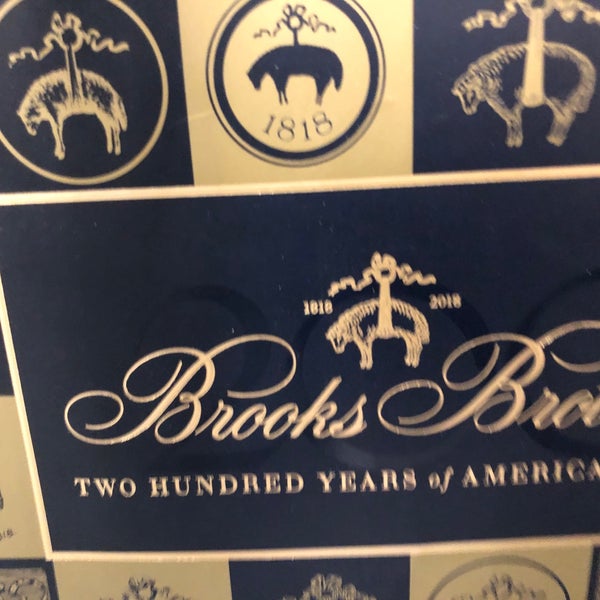 1818
1818 2018
Brooks Bro
TWO HUNDRED YEARS of AMERICA